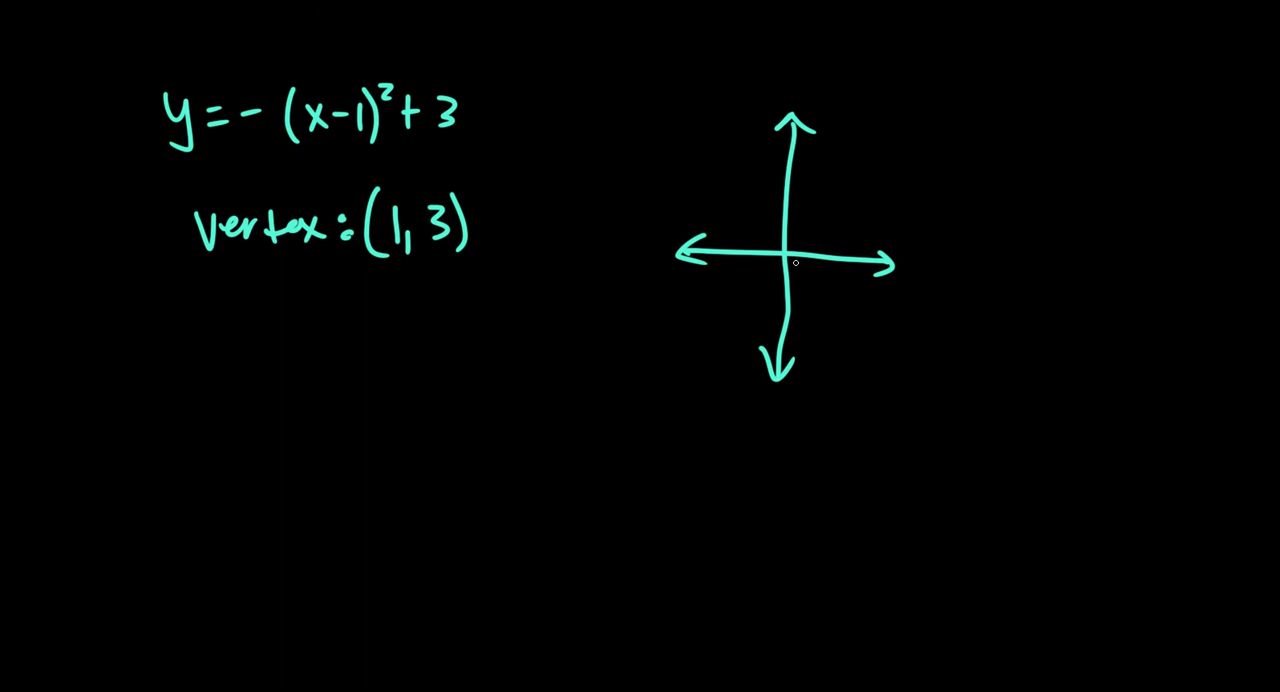 y = - (x-1)² + 3
vertex: (1, 3)